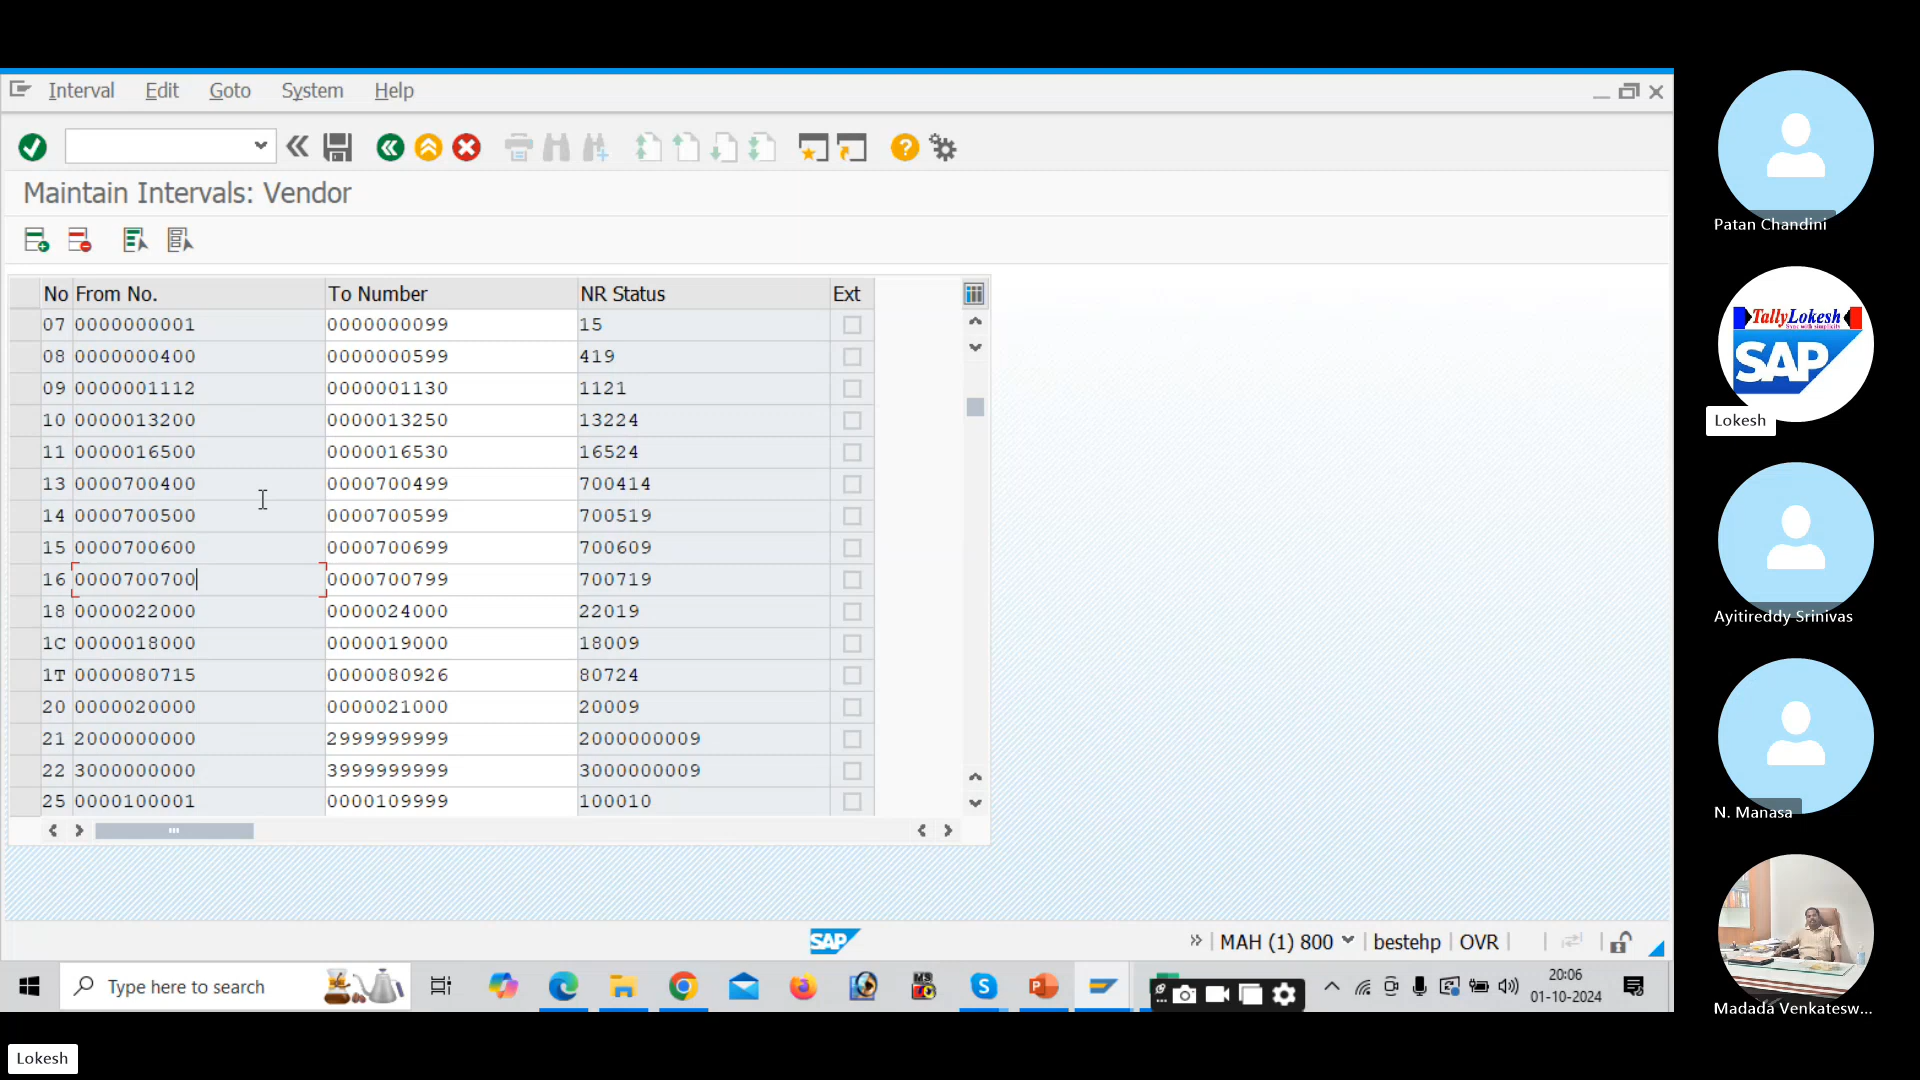 Interval Edit Goto System Help
Maintain Intervals: Vendor
No From No. To Number NR Status Ext
07 0000000001 0000000099 15
08 0000000400 0000000599 419
09 0000001112 0000001130 1121
10 0000013200 0000013250 13224
11 0000016500 0000016530 16524
13 0000700400 0000700499 700414
14 0000700500 0000700599 700519
15 0000700600 0000700699 700609
16 0000700700 0000700799 700719
18 0000022000 0000024000 22019
1C 0000018000 0000019000 18009
1T 0000080715 0000080926 80724
20 0000020000 0000021000 20009
21 2000000000 2999999999 2000000009
22 3000000000 3999999999 3000000009
25 0000100001 0000109999 100010
SAP MAH (1) 800 bestehp OVR
Type here to search
20:06
01-10-2024
Lokesh
Patan Chandini
TallyLokesh
SAP
Lokesh
Ayitireddy Srinivas
N. Manasa
Madada Venkatesw...